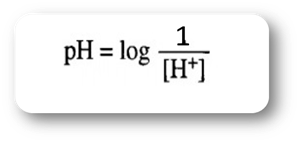 pH = log 1/[H⁺]